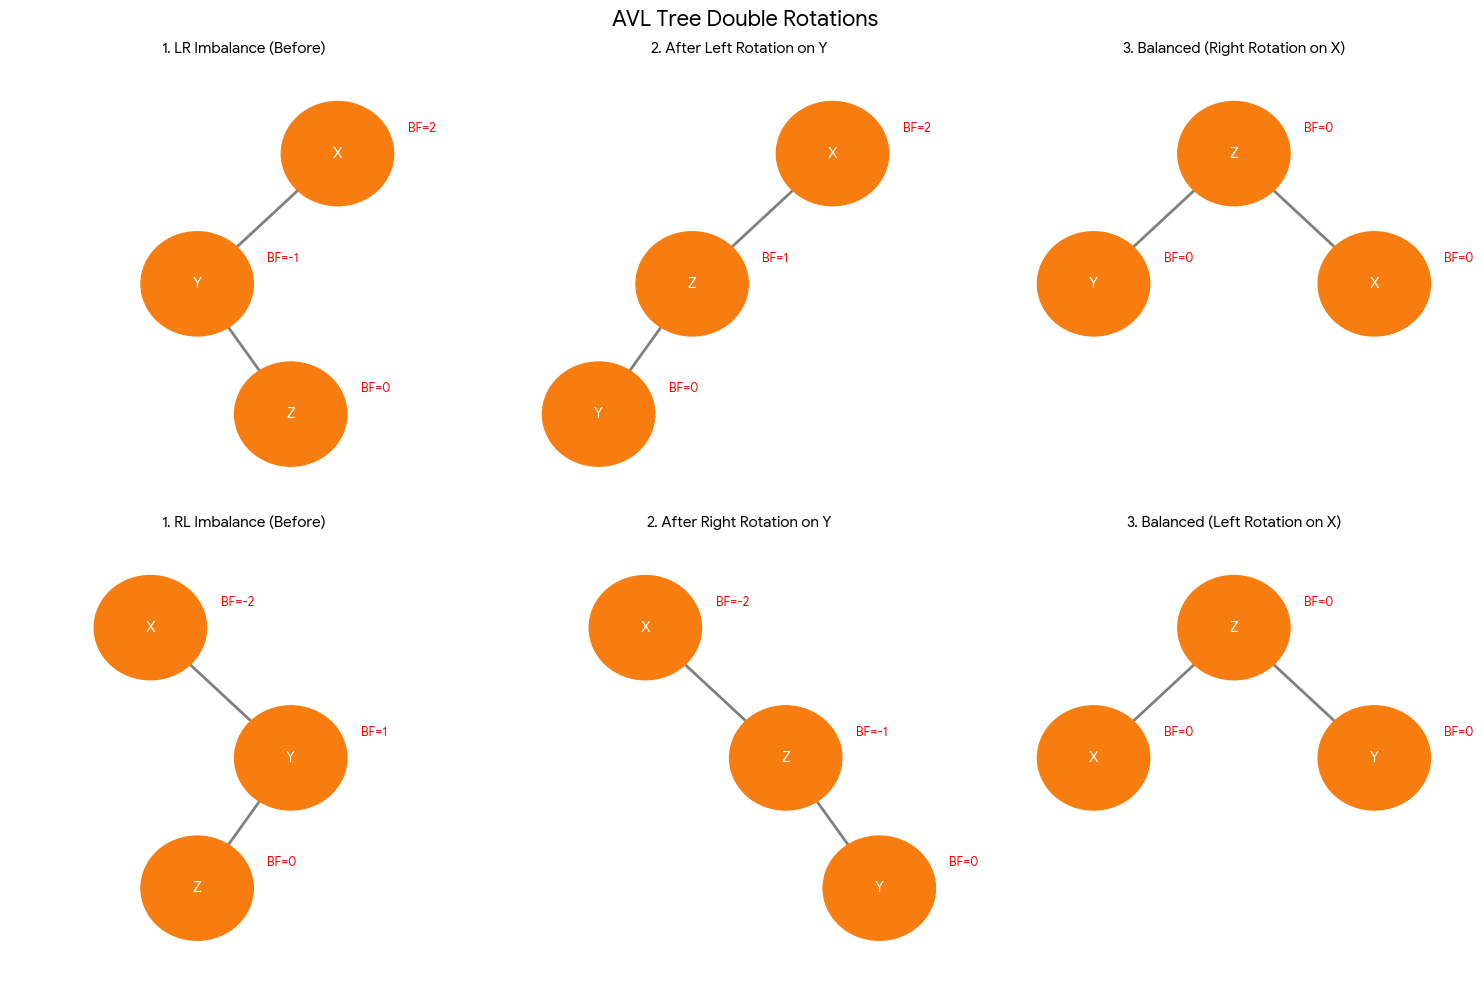 AVL Tree Double Rotations
1. LR Imbalance (Before)
X
BF=2
Y
BF=-1
Z
BF=0
2. After Left Rotation on Y
X
BF=2
Z
BF=1
Y
BF=0
3. Balanced (Right Rotation on X)
Z
BF=0
Y
BF=0
X
BF=0
1. RL Imbalance (Before)
X
BF=-2
Y
BF=1
Z
BF=0
2. After Right Rotation on Y
X
BF=-2
Z
BF=-1
Y
BF=0
3. Balanced (Left Rotation on X)
Z
BF=0
X
BF=0
Y
BF=0